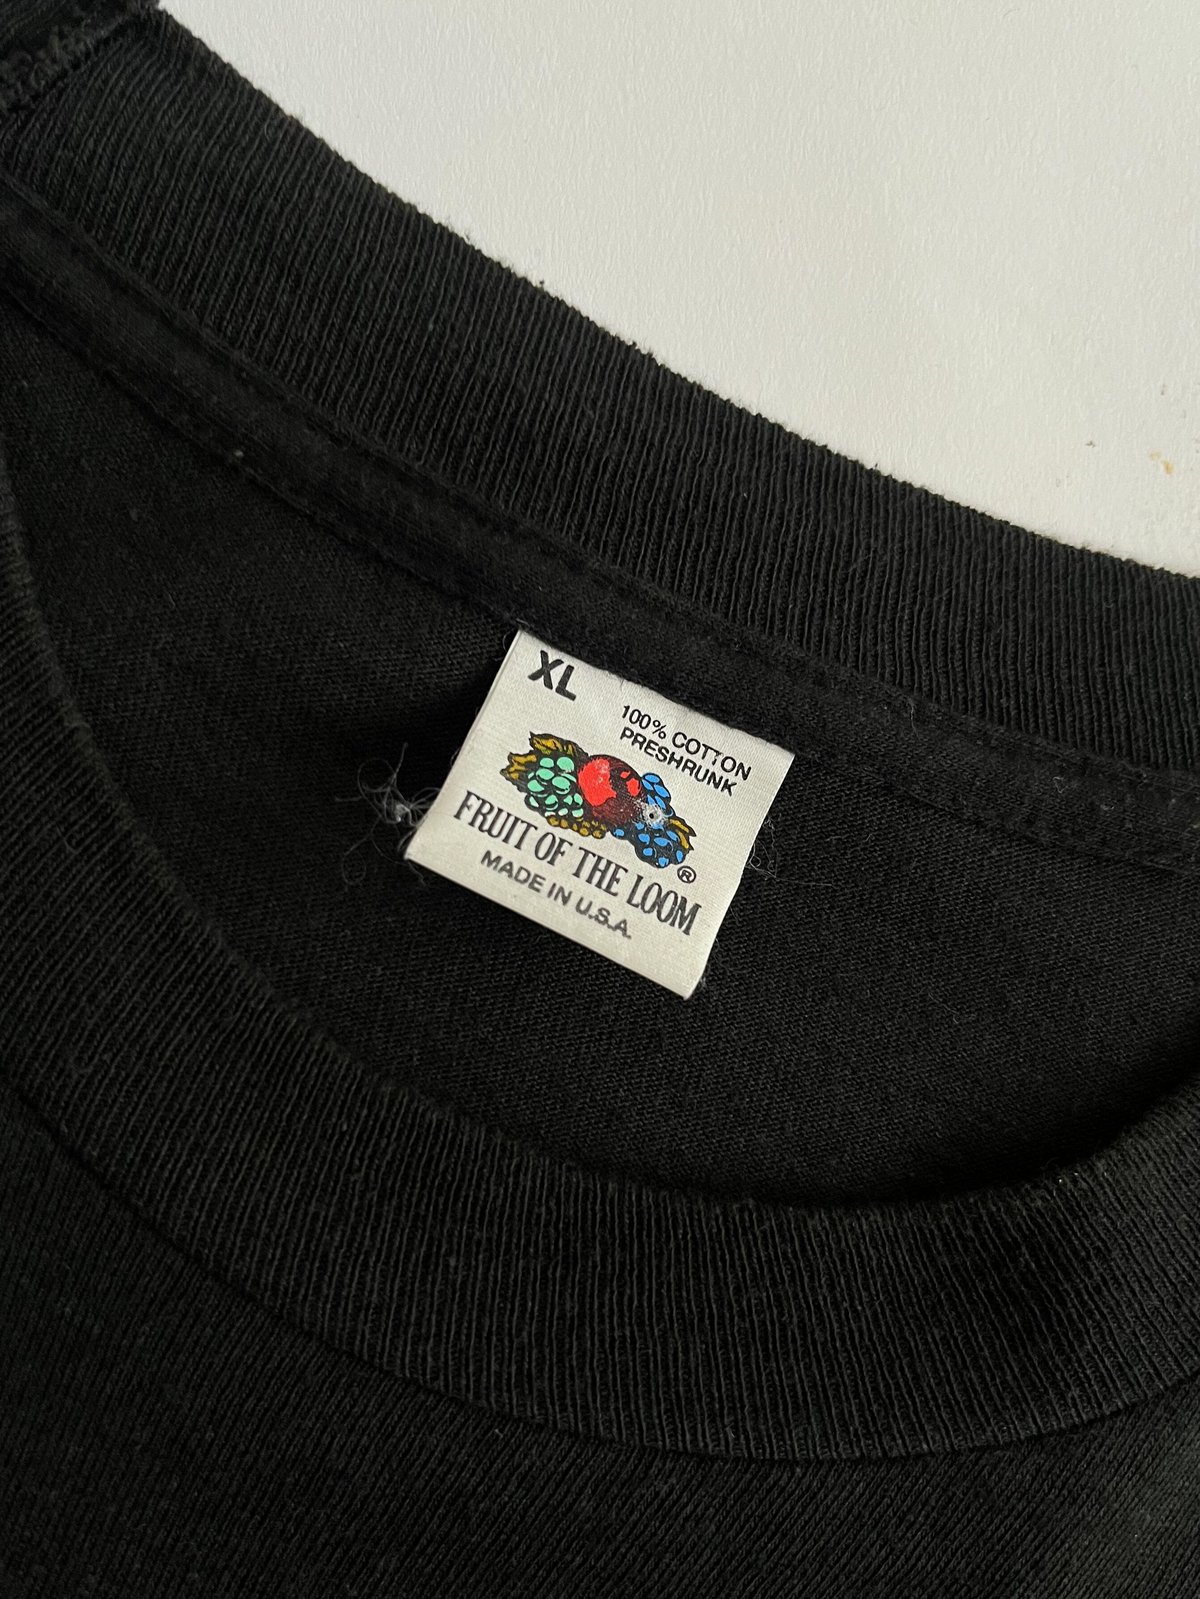 XL
100% COTTON
PRESHRUNK
FRUIT OF THE LOOM ®
MADE IN U.S.A.